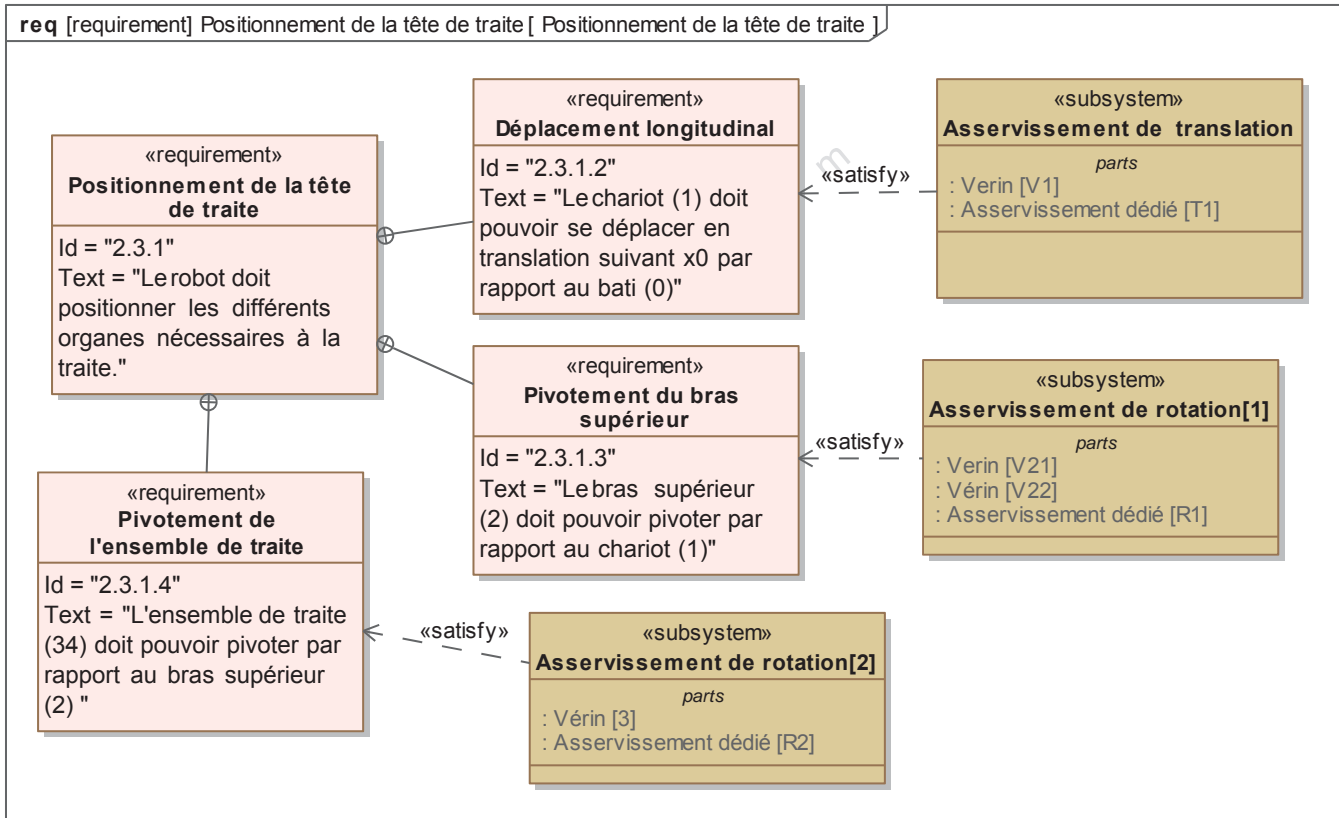 req [requirement] Positionnement de la tête de traite [ Positionnement de la tête de traite ]
«requirement»
Positionnement de la tête
de traite
Id = "2.3.1"
Text = "Le robot doit
positionner les différents
organes nécessaires à la
traite."
«requirement»
Déplacement longitudinal
Id = "2.3.1.2"
Text = "Le chariot (1) doit
pouvoir se déplacer en
translation suivant x0 par
rapport au bati (0)"
m
«satisfy»
«subsystem»
Asservissement de translation
parts
: Verin [V1]
: Asservissement dédié [T1]
«requirement»
Pivotement du bras
supérieur
Id = "2.3.1.3"
Text = "Le bras supérieur
(2) doit pouvoir pivoter par
rapport au chariot (1)"
«satisfy»
«subsystem»
Asservissement de rotation[1]
parts
: Verin [V21]
: Vérin [V22]
: Asservissement dédié [R1]
«requirement»
Pivotement de
l'ensemble de traite
Id = "2.3.1.4"
Text = "L'ensemble de traite
(34) doit pouvoir pivoter par
rapport au bras supérieur
(2) "
«satisfy»
«subsystem»
Asservissement de rotation[2]
parts
: Vérin [3]
: Asservissement dédié [R2]